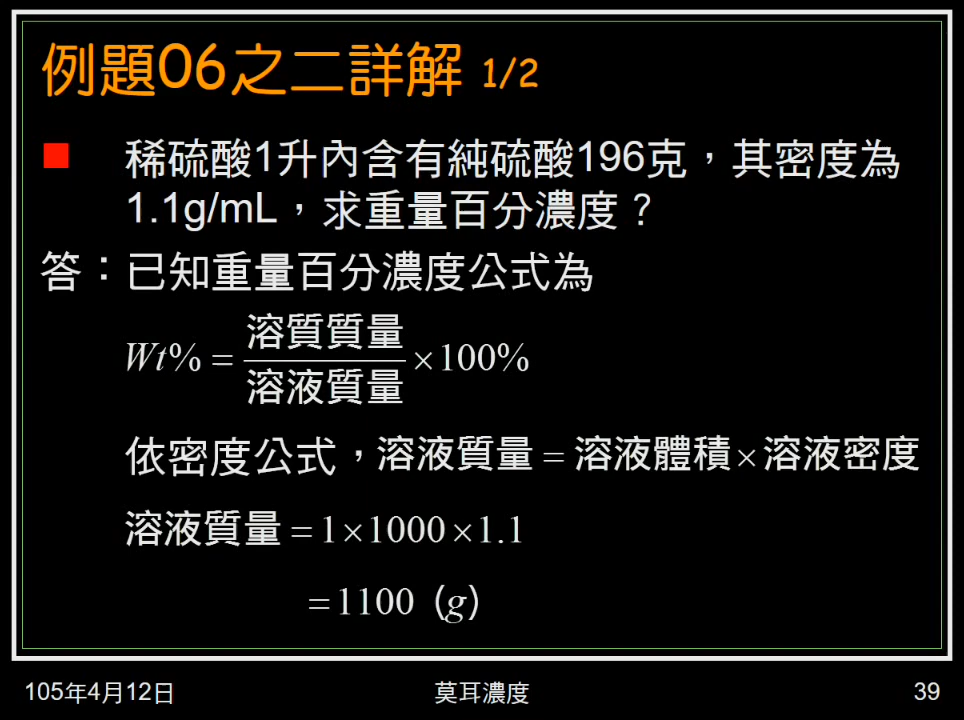 例題06之二詳解 1/2
稀硫酸1升內含有純硫酸196克，其密度為
1.1g/mL，求重量百分濃度？
答：已知重量百分濃度公式為
Wt% = 溶質質量/溶液質量 ×100%
依密度公式，溶液質量 = 溶液體積×溶液密度
溶液質量 =1×1000×1.1
=1100 (g)
105年4月12日 莫耳濃度 39